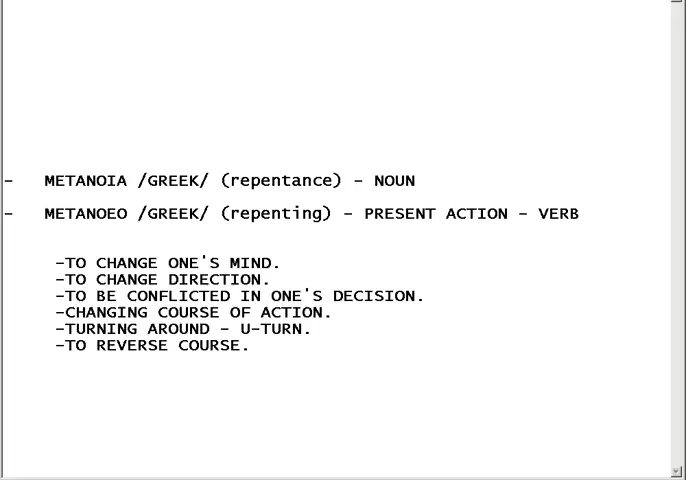 - METANOIA /GREEK/ (repentance) - NOUN
- METANOEO /GREEK/ (repenting) - PRESENT ACTION - VERB
-TO CHANGE ONE'S MIND.
-TO CHANGE DIRECTION.
-TO BE CONFLICTED IN ONE'S DECISION.
-CHANGING COURSE OF ACTION.
-TURNING AROUND - U-TURN.
-TO REVERSE COURSE.